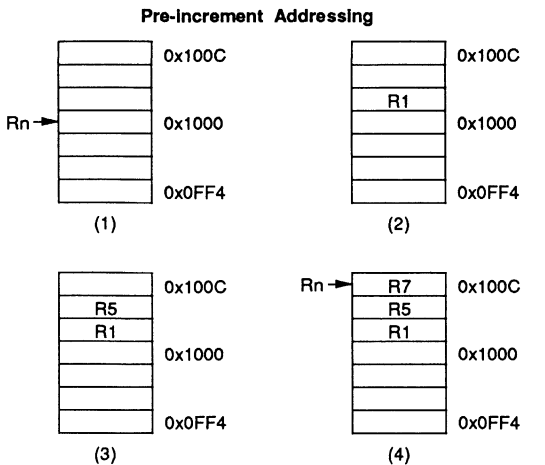 Pre-increment Addressing
0x100C
Rn
0x1000
0x0FF4
(1)
0x100C
R1
0x1000
0x0FF4
(2)
0x100C
R5
R1
0x1000
0x0FF4
(3)
Rn
R7
0x100C
R5
R1
0x1000
0x0FF4
(4)